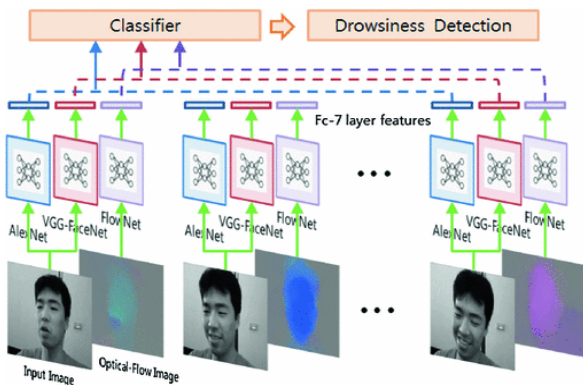 Classifier
Drowsiness Detection
Fc-7 layer features
AlexNet
VGG-FaceNet
FlowNet
AlexNet
VGG-FaceNet
FlowNet
AlexNet
VGG-FaceNet
FlowNet
Input Image
Optical-Flow Image